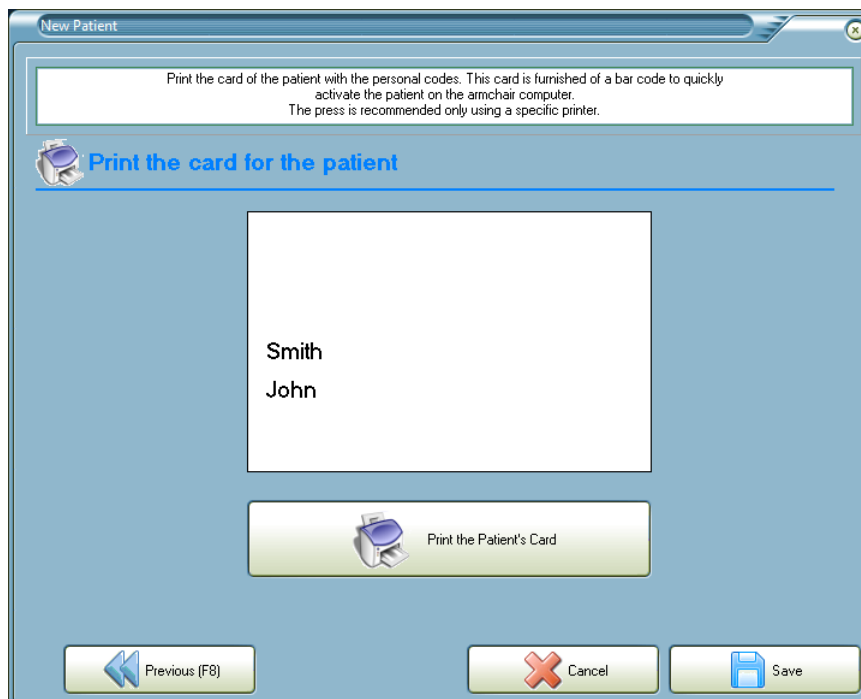 New Patient
Print the card of the patient with the personal codes. This card is furnished of a bar code to quickly
activate the patient on the armchair computer.
The press is recommended only using a specific printer.
Print the card for the patient
Smith
John
Print the Patient's Card
Previous (F8)
Cancel
Save